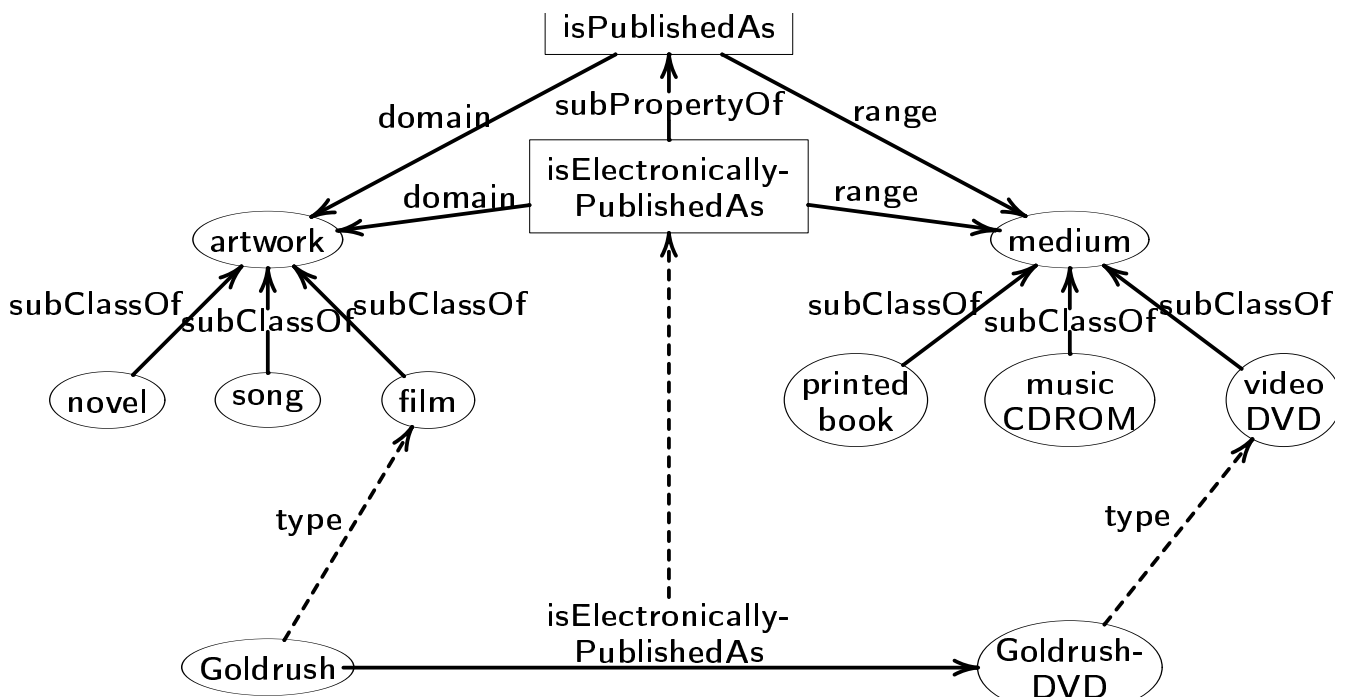 isPublishedAs
subPropertyOf
domain
range
isElectronically-
PublishedAs
domain
range
artwork
medium
subClassOf
subClassOf
subClassOf
subClassOf
subClassOf
subClassOf
novel
song
film
printed
book
music
CDROM
video
DVD
type
type
isElectronically-
PublishedAs
Goldrush
Goldrush-
DVD